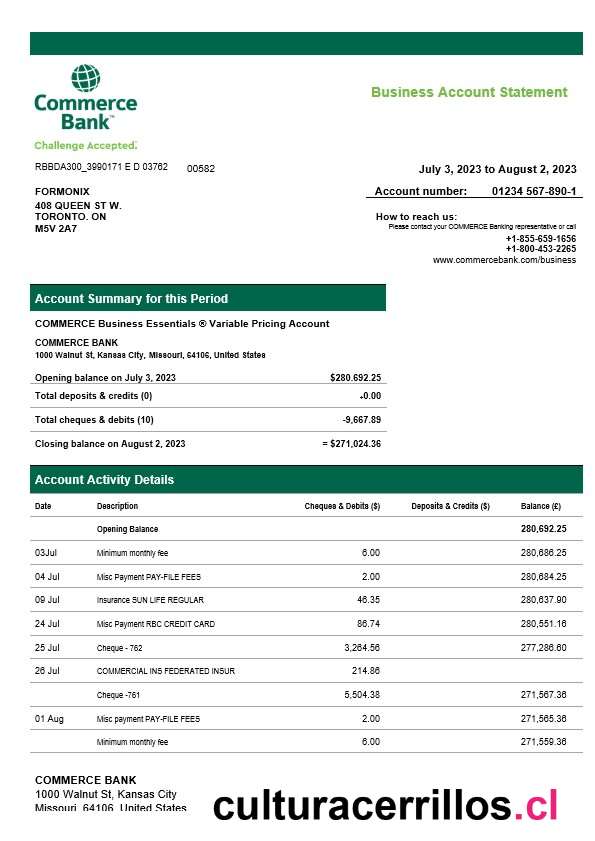 Commerce
Bank™
Challenge Accepted.
Business Account Statement
RBBDA300_3990171 E D 03762 00582
July 3, 2023 to August 2, 2023
FORMONIX
408 QUEEN ST W.
TORONTO. ON
M5V 2A7
Account number: 01234 567-890-1
How to reach us:
Please contact your COMMERCE Banking representative or call
+1-855-659-1656
+1-800-453-2265
www.commercebank.com/business
Account Summary for this Period
COMMERCE Business Essentials ® Variable Pricing Account
COMMERCE BANK
1000 Walnut St, Kansas City, Missouri, 64106, United States
Opening balance on July 3, 2023 $280.692.25
Total deposits & credits (0) +0.00
Total cheques & debits (10) -9,667.89
Closing balance on August 2, 2023 = $271,024.36
Account Activity Details
Date Description Cheques & Debits ($) Deposits & Credits ($) Balance (£)
Opening Balance 280,692.25
03Jul Minimum monthly fee 6.00 280,686.25
04 Jul Misc Payment PAY-FILE FEES 2.00 280,684.25
09 Jul Insurance SUN LIFE REGULAR 46.35 280,637.90
24 Jul Misc Payment RBC CREDIT CARD 86.74 280,551.16
25 Jul Cheque - 762 3,264.56 277,286.60
26 Jul COMMERCIAL INS FEDERATED INSUR 214.86
Cheque -761 5,504.38 271,567.36
01 Aug Misc payment PAY-FILE FEES 2.00 271,565.36
Minimum monthly fee 6.00 271,559.36
COMMERCE BANK
1000 Walnut St, Kansas City
Missouri, 64106, United States
culturacerrillos.cl